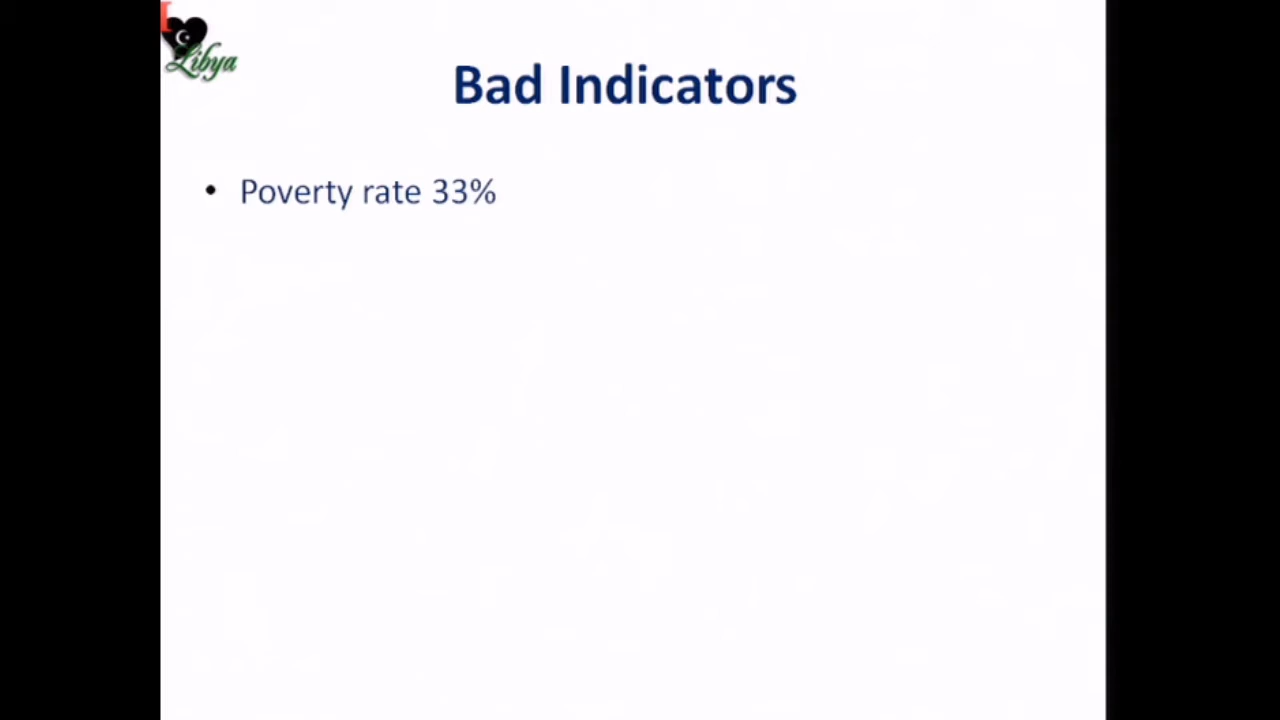 I
Libya
Bad Indicators
• Poverty rate 33%